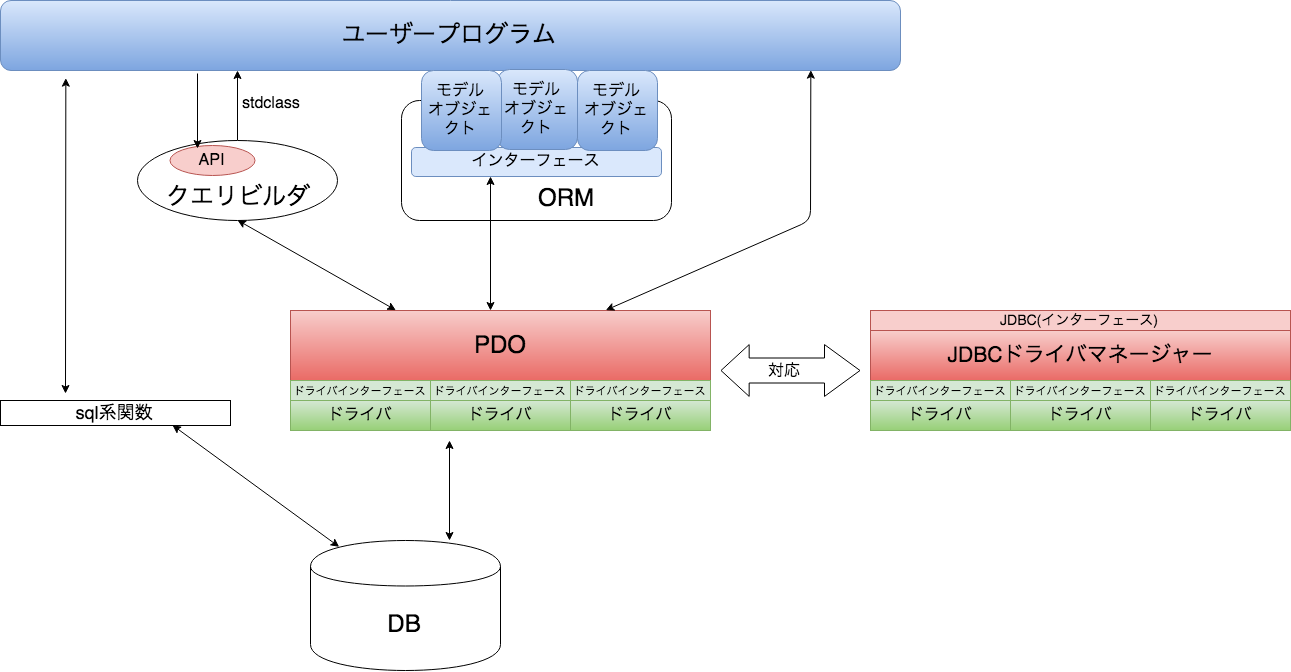 ユーザープログラム
stdclass
API
クエリビルダ
モデル
オブジェ
クト
モデル
オブジェ
クト
モデル
オブジェ
クト
インターフェース
ORM
PDO
ドライバインターフェース
ドライバインターフェース
ドライバインターフェース
ドライバ
ドライバ
ドライバ
対応
JDBC(インターフェース)
JDBCドライバマネージャー
ドライバインターフェース
ドライバインターフェース
ドライバインターフェース
ドライバ
ドライバ
ドライバ
sql系関数
DB